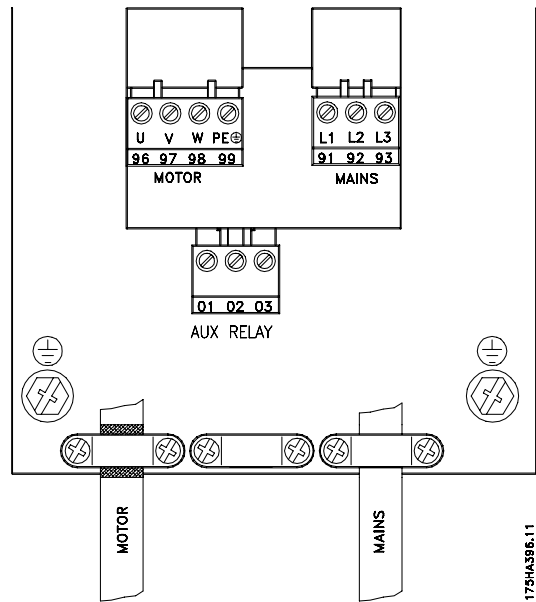 U V W PE
96 97 98 99
MOTOR
L1 L2 L3
91 92 93
MAINS
01 02 03
AUX RELAY
MOTOR
MAINS
175HA396.11